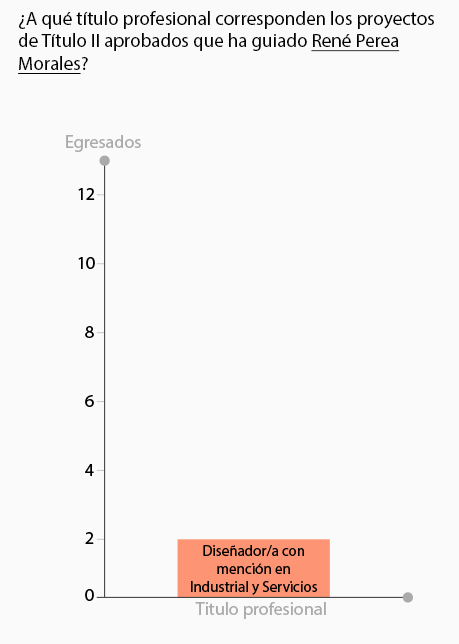 ¿A qué título profesional corresponden los proyectos
de Título II aprobados que ha guiado René Perea
Morales?
Egresados
12
10
8
6
4
2
0
Diseñador/a con
mención en
Industrial y Servicios
Titulo profesional